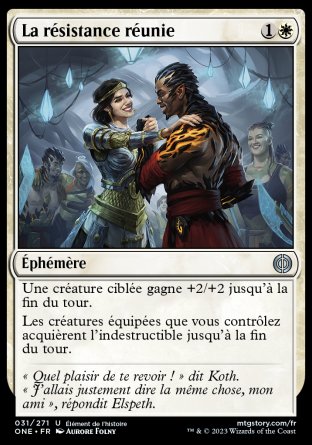 La résistance réunie 1
Éphémère
Une créature ciblée gagne +2/+2 jusqu'à la
fin du tour.
Les créatures équipées que vous contrôlez
acquièrent l'indestructible jusqu'à la fin
du tour.
« Quel plaisir de te revoir ! » dit Koth.
« J'allais justement dire la même chose, mon
ami », répondit Elspeth.
031/271 U Élément de l'histoire
ONE • FR Aurore Folny
mtgstory.com/fr
™ & © 2023 Wizards of the Coast